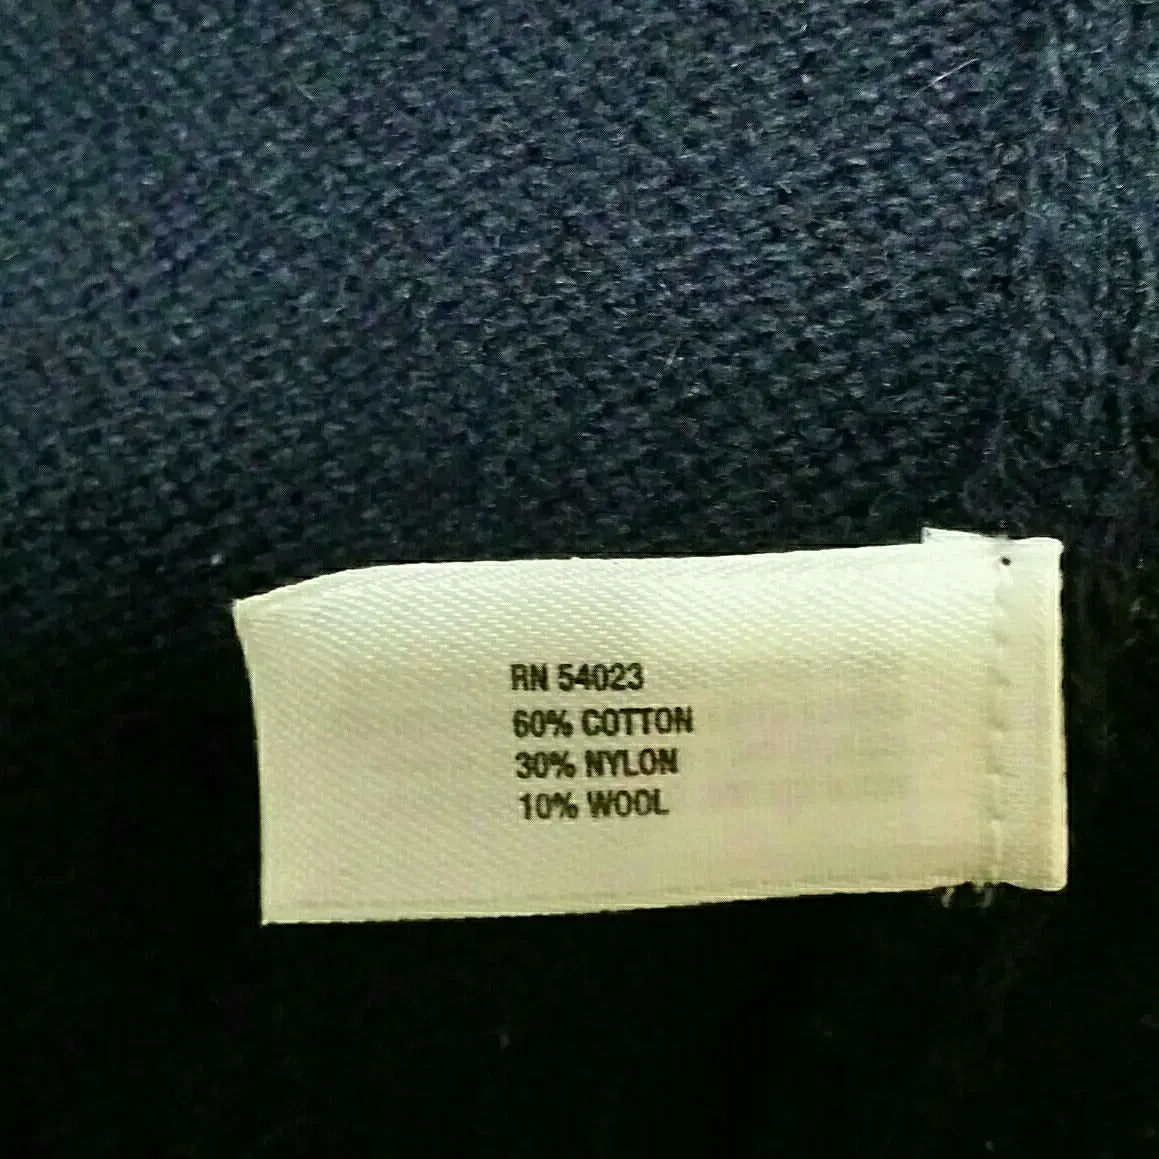 RN 54023
60% COTTON
30% NYLON
10% WOOL